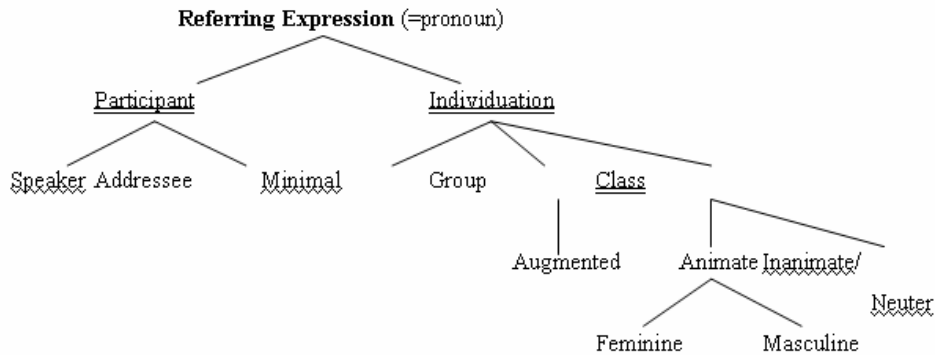 Referring Expression (=pronoun)
Participant Individuation
Speaker Addressee Minimal Group Class
Augmented Animate Inanimate/
Neuter
Feminine Masculine